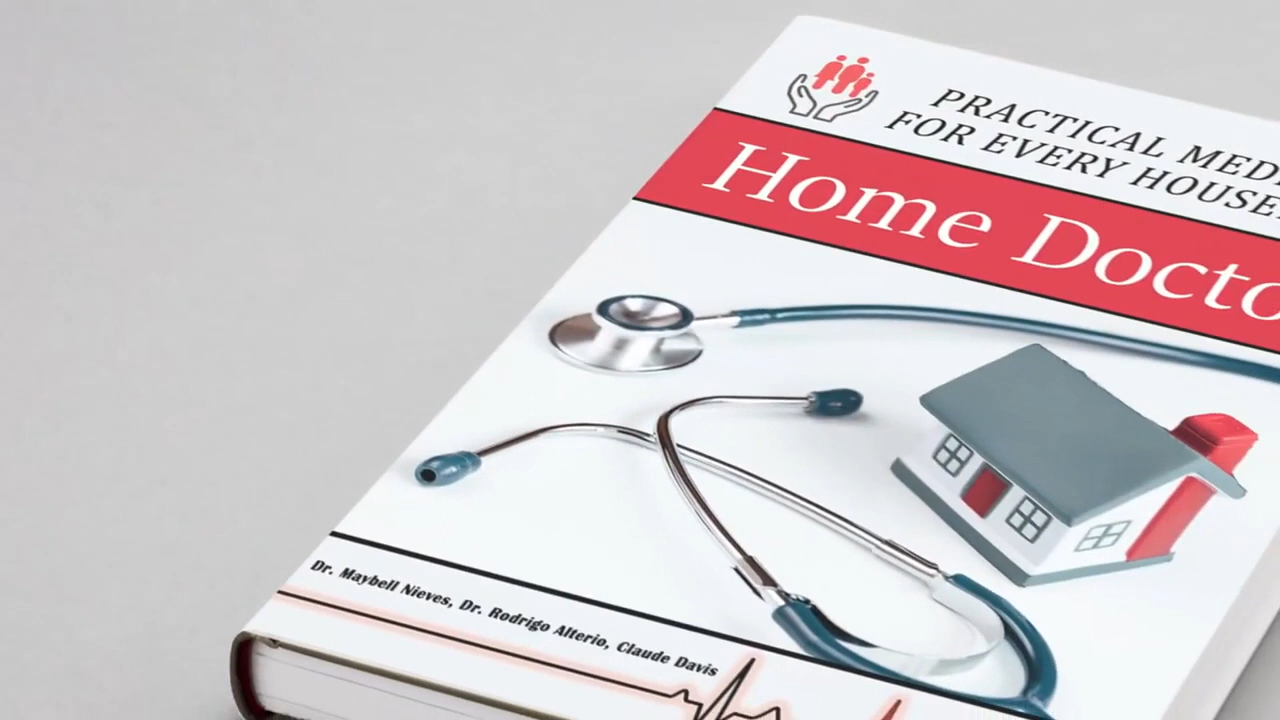 PRACTICAL MEDI
FOR EVERY HOUSE
Home Docto
Dr. Maybell Nieves, Dr. Rodrigo Alterio, Claude Davis